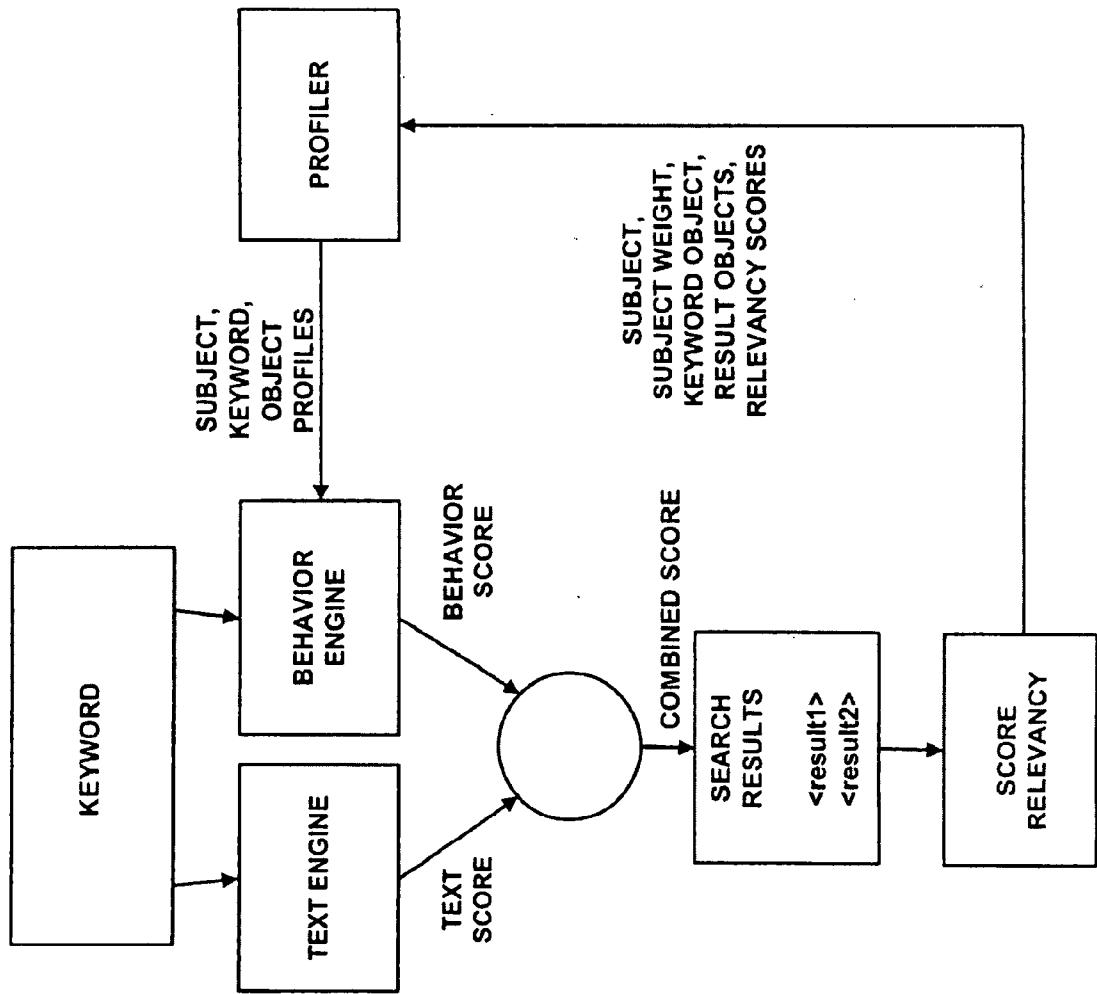 KEYWORD
TEXT ENGINE
BEHAVIOR
ENGINE
SUBJECT,
KEYWORD,
OBJECT
PROFILES
PROFILER
TEXT
SCORE
BEHAVIOR
SCORE
COMBINED SCORE
SEARCH
RESULTS
<result1>
<result2>
SUBJECT,
SUBJECT WEIGHT,
KEYWORD OBJECT,
RESULT OBJECTS,
RELEVANCY SCORES
SCORE
RELEVANCY